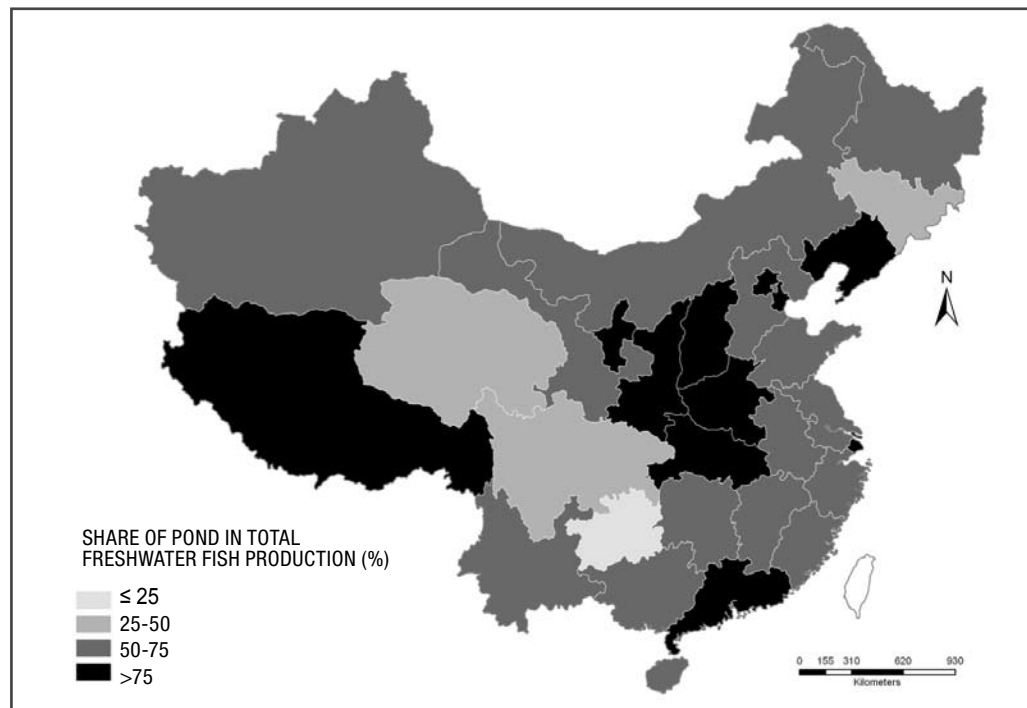 N
SHARE OF POND IN TOTAL
FRESHWATER FISH PRODUCTION (%)
≤ 25
25-50
50-75
>75
0 155 310 620 930
Kilometers